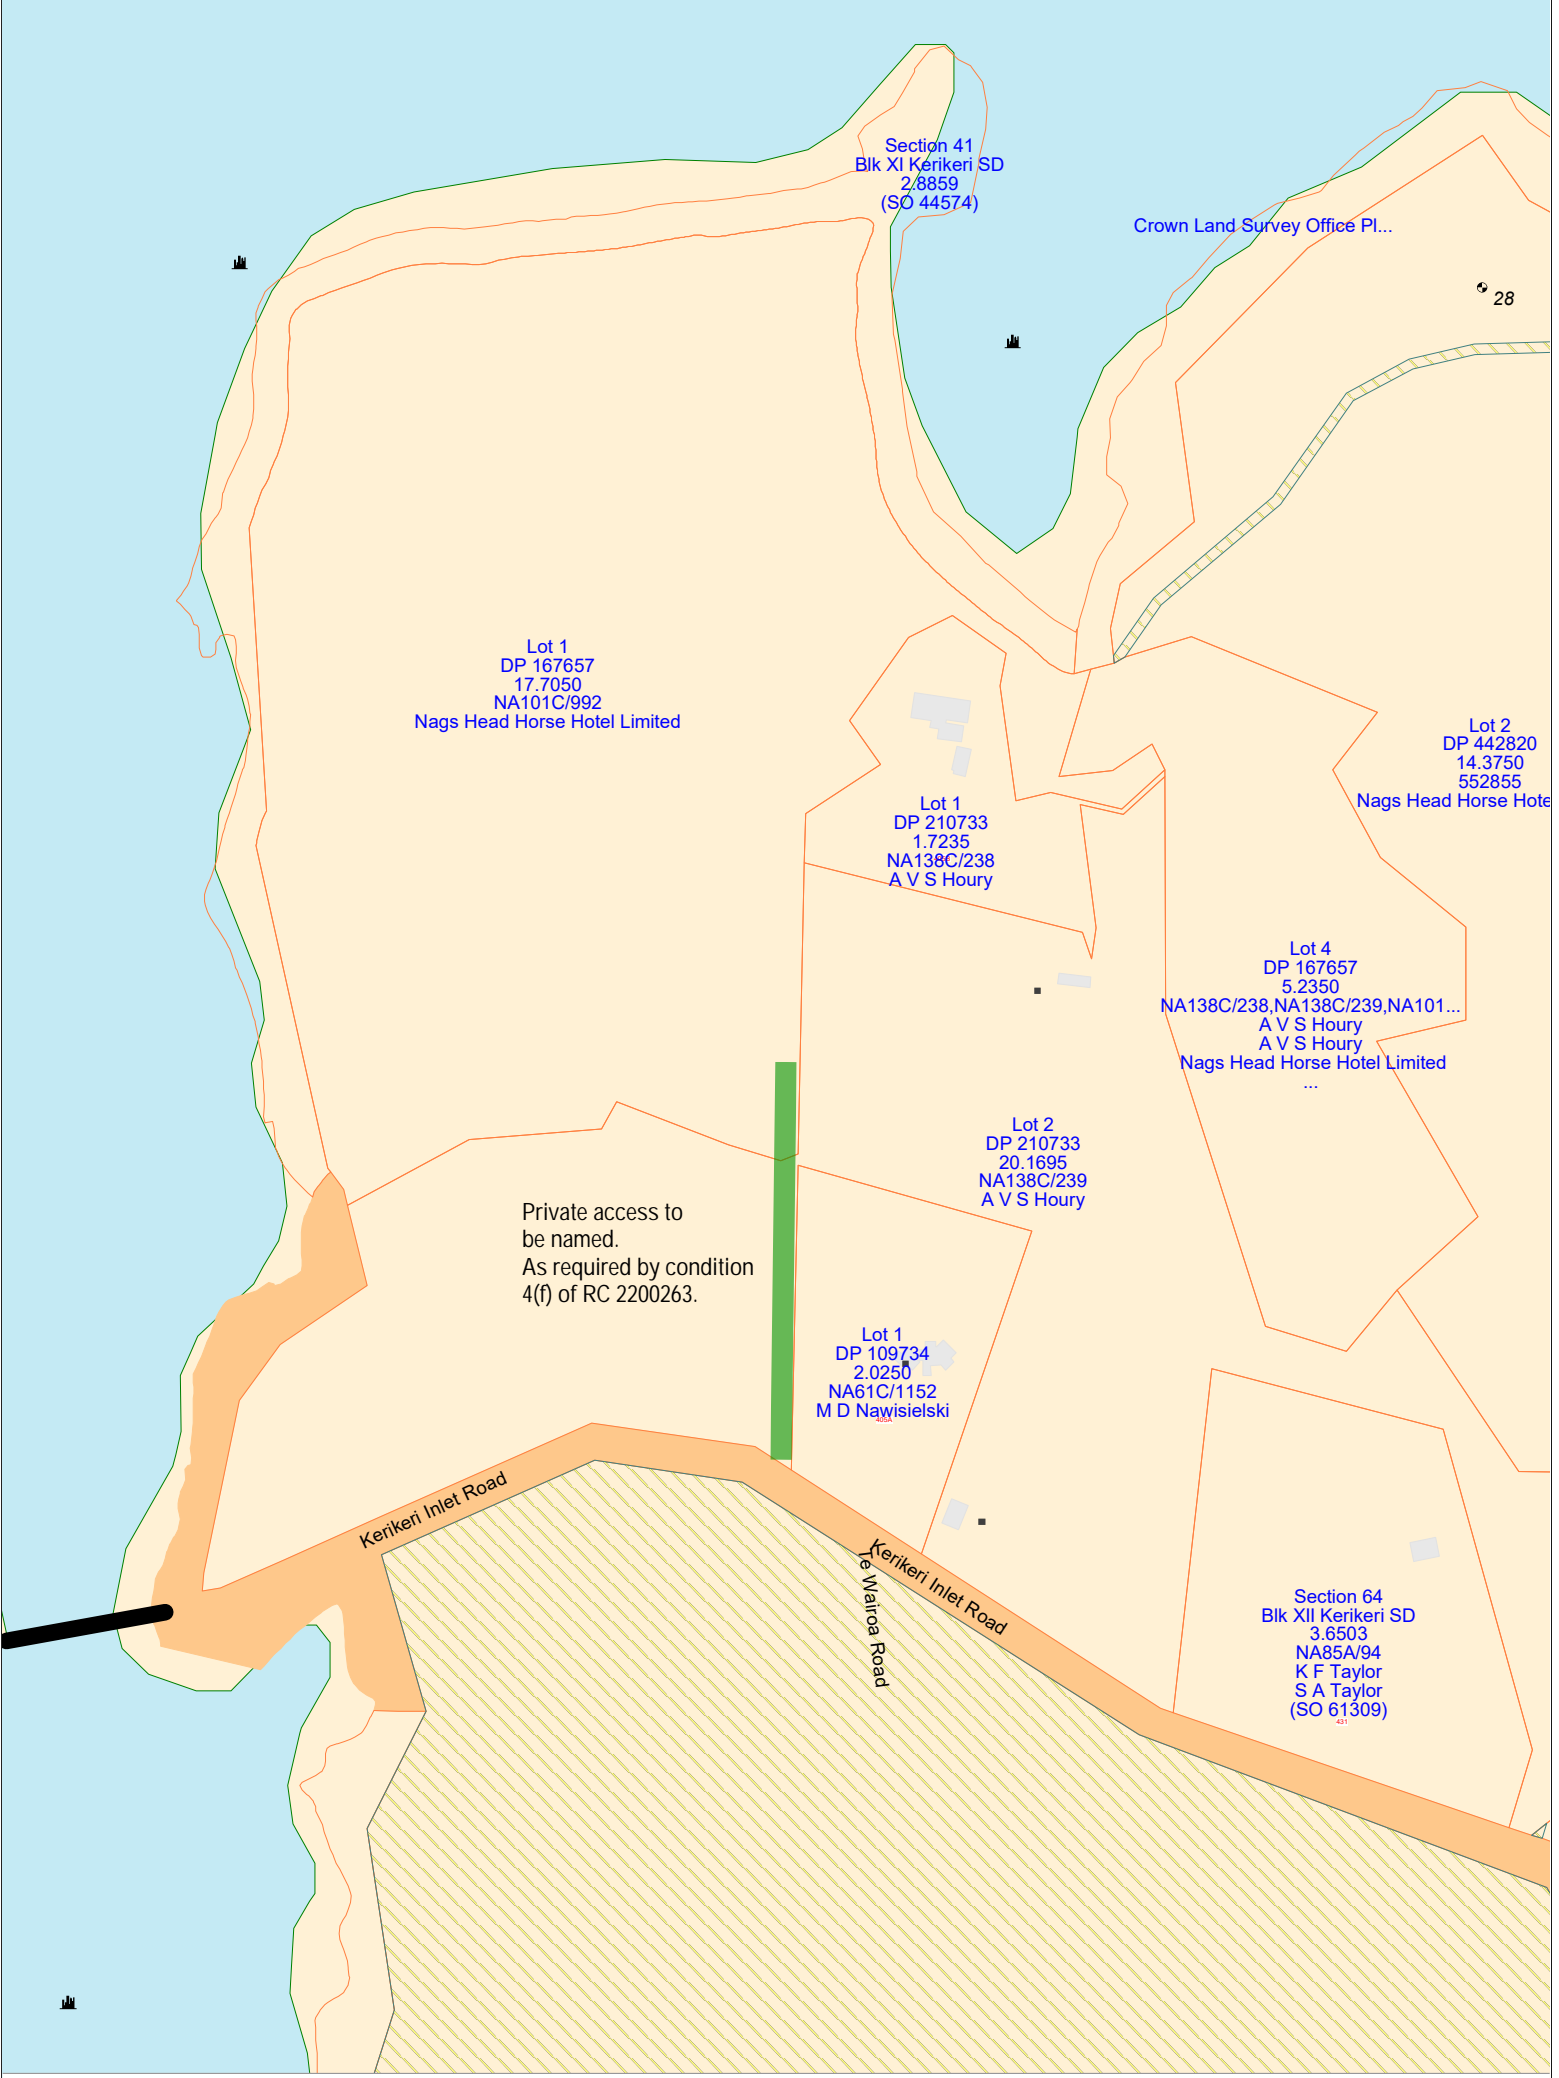 Section 41
Blk XI Kerikeri SD
2.8859
(SO 44574)
Crown Land Survey Office Pl...
28
Lot 1
DP 167657
17.7050
NA101C/992
Nags Head Horse Hotel Limited
Lot 2
DP 442820
14.3750
552855
Nags Head Horse Hote
Lot 1
DP 210733
1.7235
NA138C/238
A V S Houry
Lot 4
DP 167657
5.2350
NA138C/238,NA138C/239,NA101...
A V S Houry
A V S Houry
Nags Head Horse Hotel Limited
...
Lot 2
DP 210733
20.1695
NA138C/239
A V S Houry
Private access to
be named.
As required by condition
4(f) of RC 2200263.
Lot 1
DP 109734
2.0250
NA61C/1152
M D Nawisielski
405A
Kerikeri Inlet Road
Kerikeri Inlet Road
Te Wairoa Road
Section 64
Blk XII Kerikeri SD
3.6503
NA85A/94
K F Taylor
S A Taylor
(SO 61309)
431